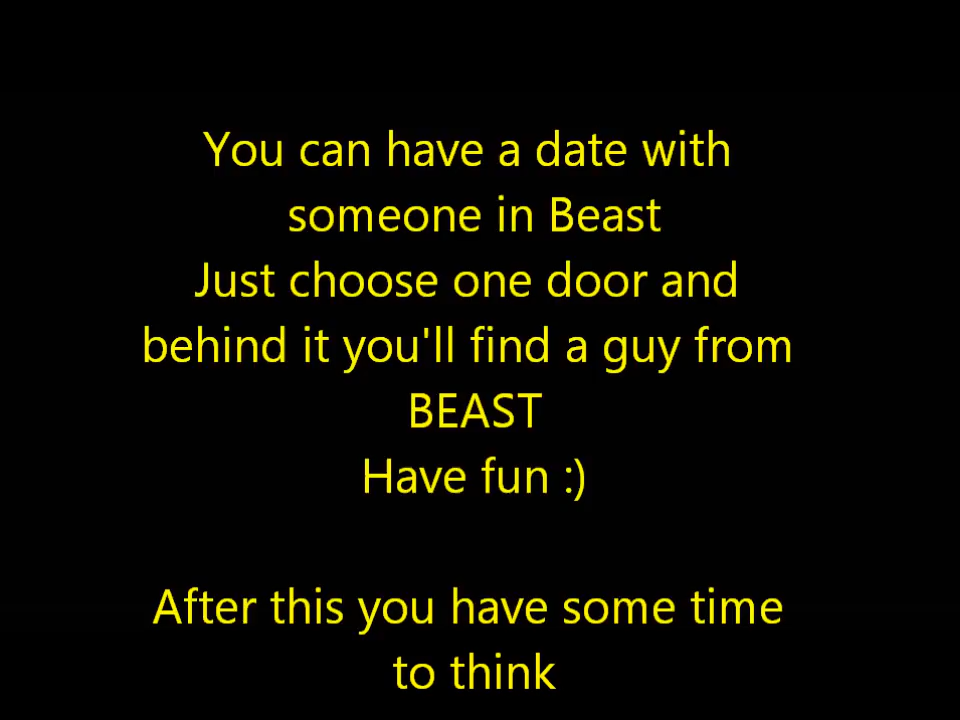 You can have a date with
someone in Beast
Just choose one door and
behind it you'll find a guy from
BEAST
Have fun :)
After this you have some time
to think